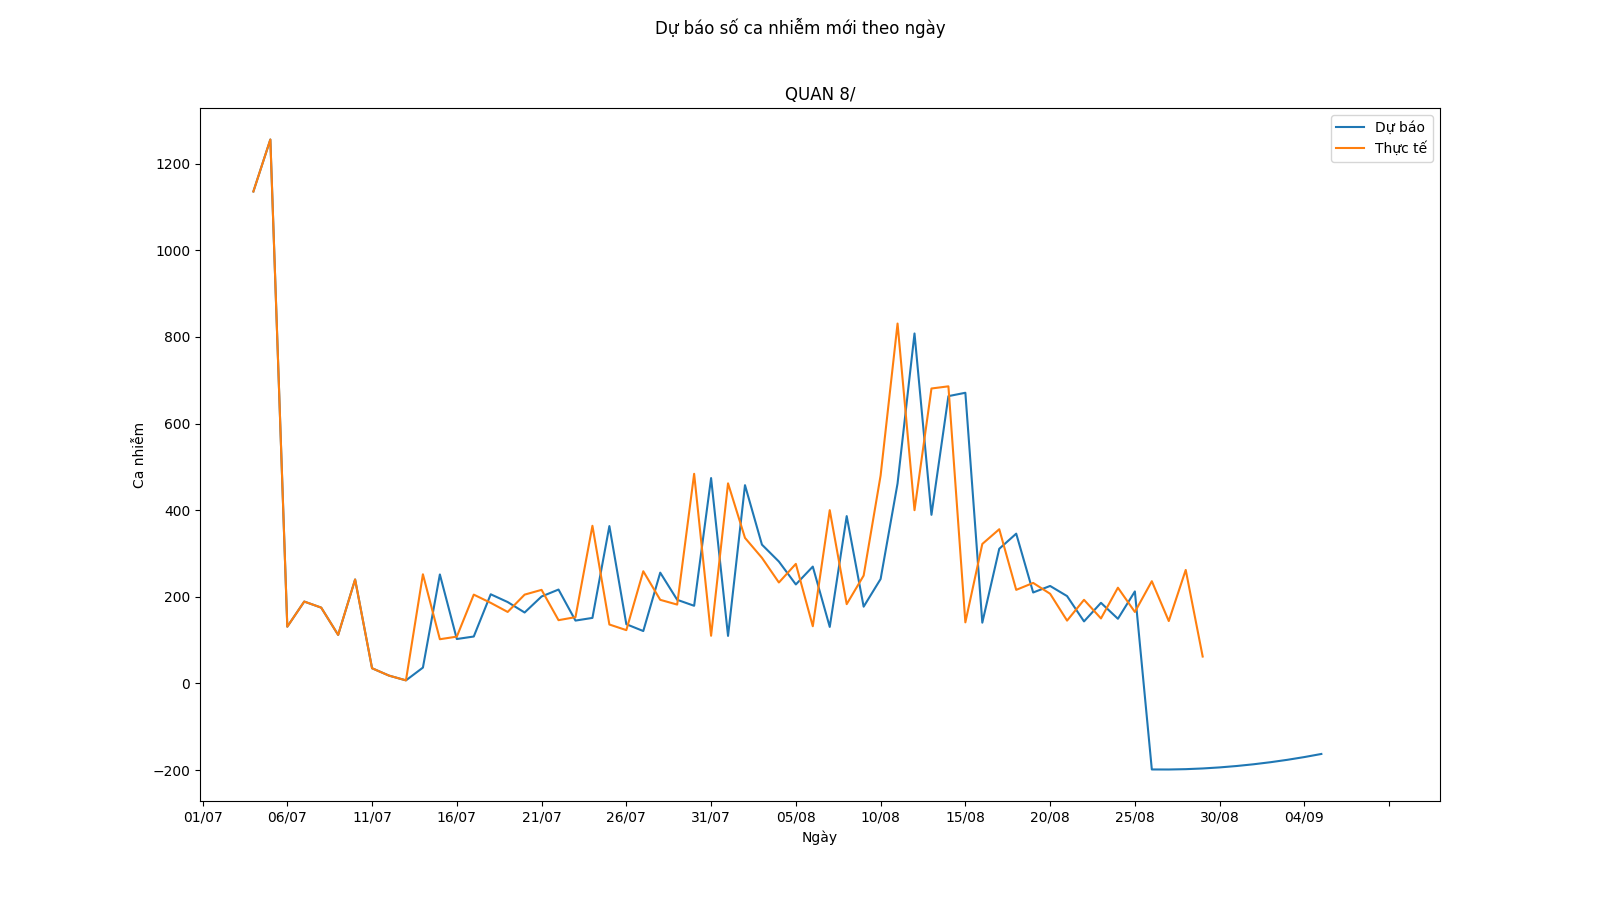 Dự báo số ca nhiễm mới theo ngày
QUAN 8/
Dự báo
Thực tế
1200
1000
800
600
400
200
0
−200
Ca nhiễm
01/07 06/07 11/07 16/07 21/07 26/07 31/07 05/08 10/08 15/08 20/08 25/08 30/08 04/09
Ngày